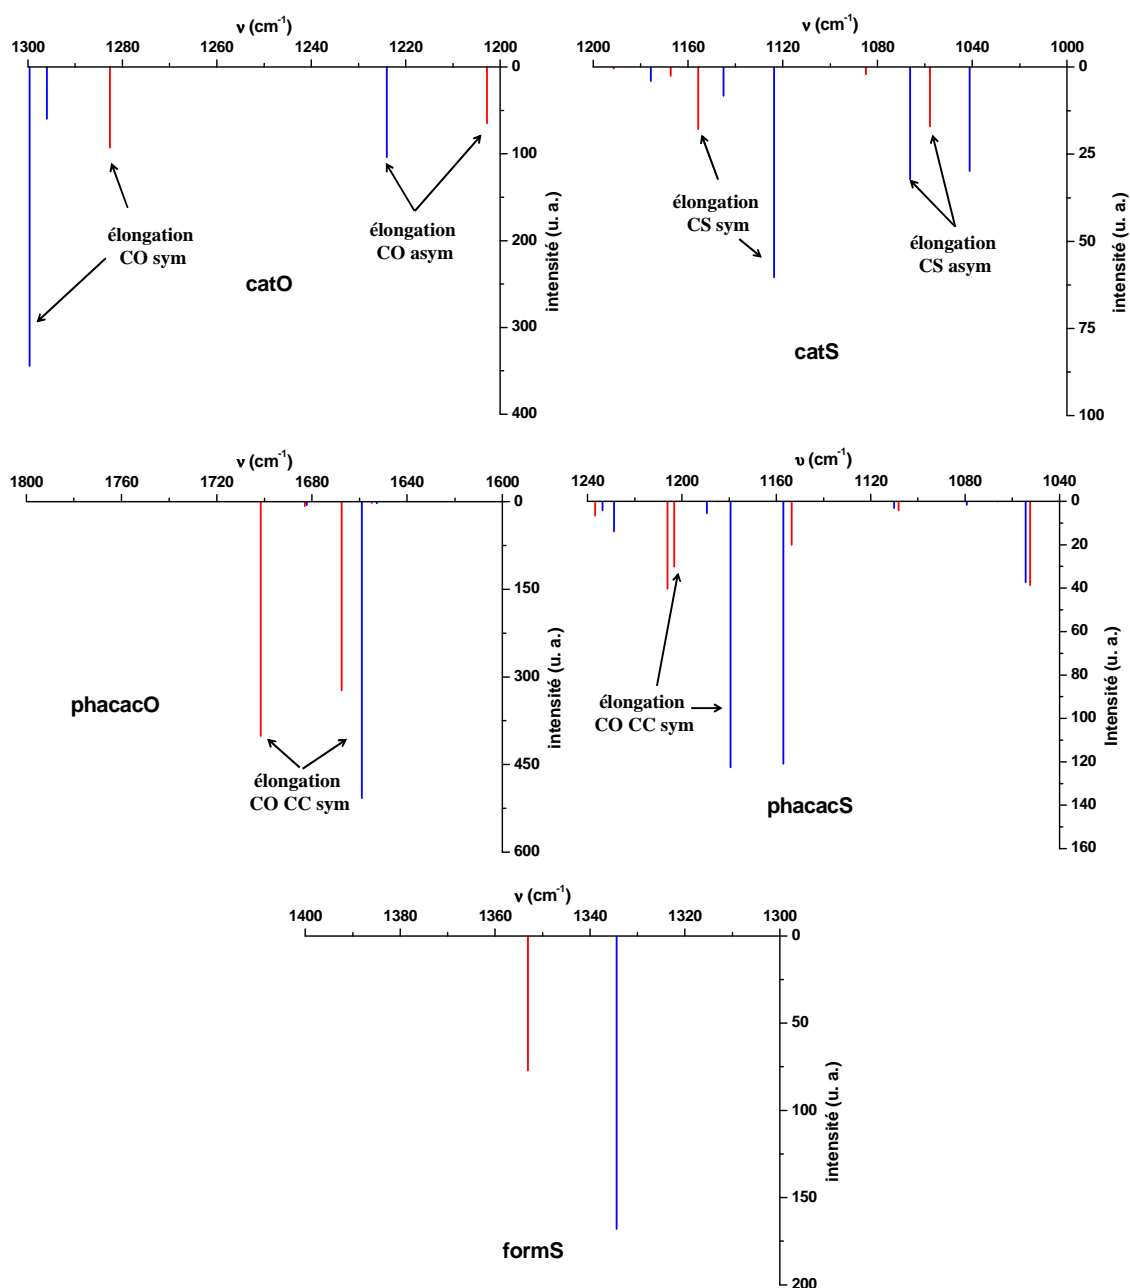 ν (cm-1)
1300 1280 1260 1240 1220 1200
0
100
200
300
400
intensité (u. a.)
élongation
CO sym
élongation
CO asym
catO
ν (cm-1)
1200 1160 1120 1080 1040 1000
0
25
50
75
100
intensité (u. a.)
élongation
CS sym
élongation
CS asym
catS
ν (cm-1)
1800 1760 1720 1680 1640 1600
0
150
300
450
600
intensité (u. a.)
phacacO
élongation
CO CC sym
υ (cm-1)
1240 1200 1160 1120 1080 1040
0
20
40
60
80
100
120
140
160
Intensité (u. a.)
élongation
CO CC sym
phacacS
ν (cm-1)
1400 1380 1360 1340 1320 1300
0
50
100
150
200
intensité (u. a.)
formS